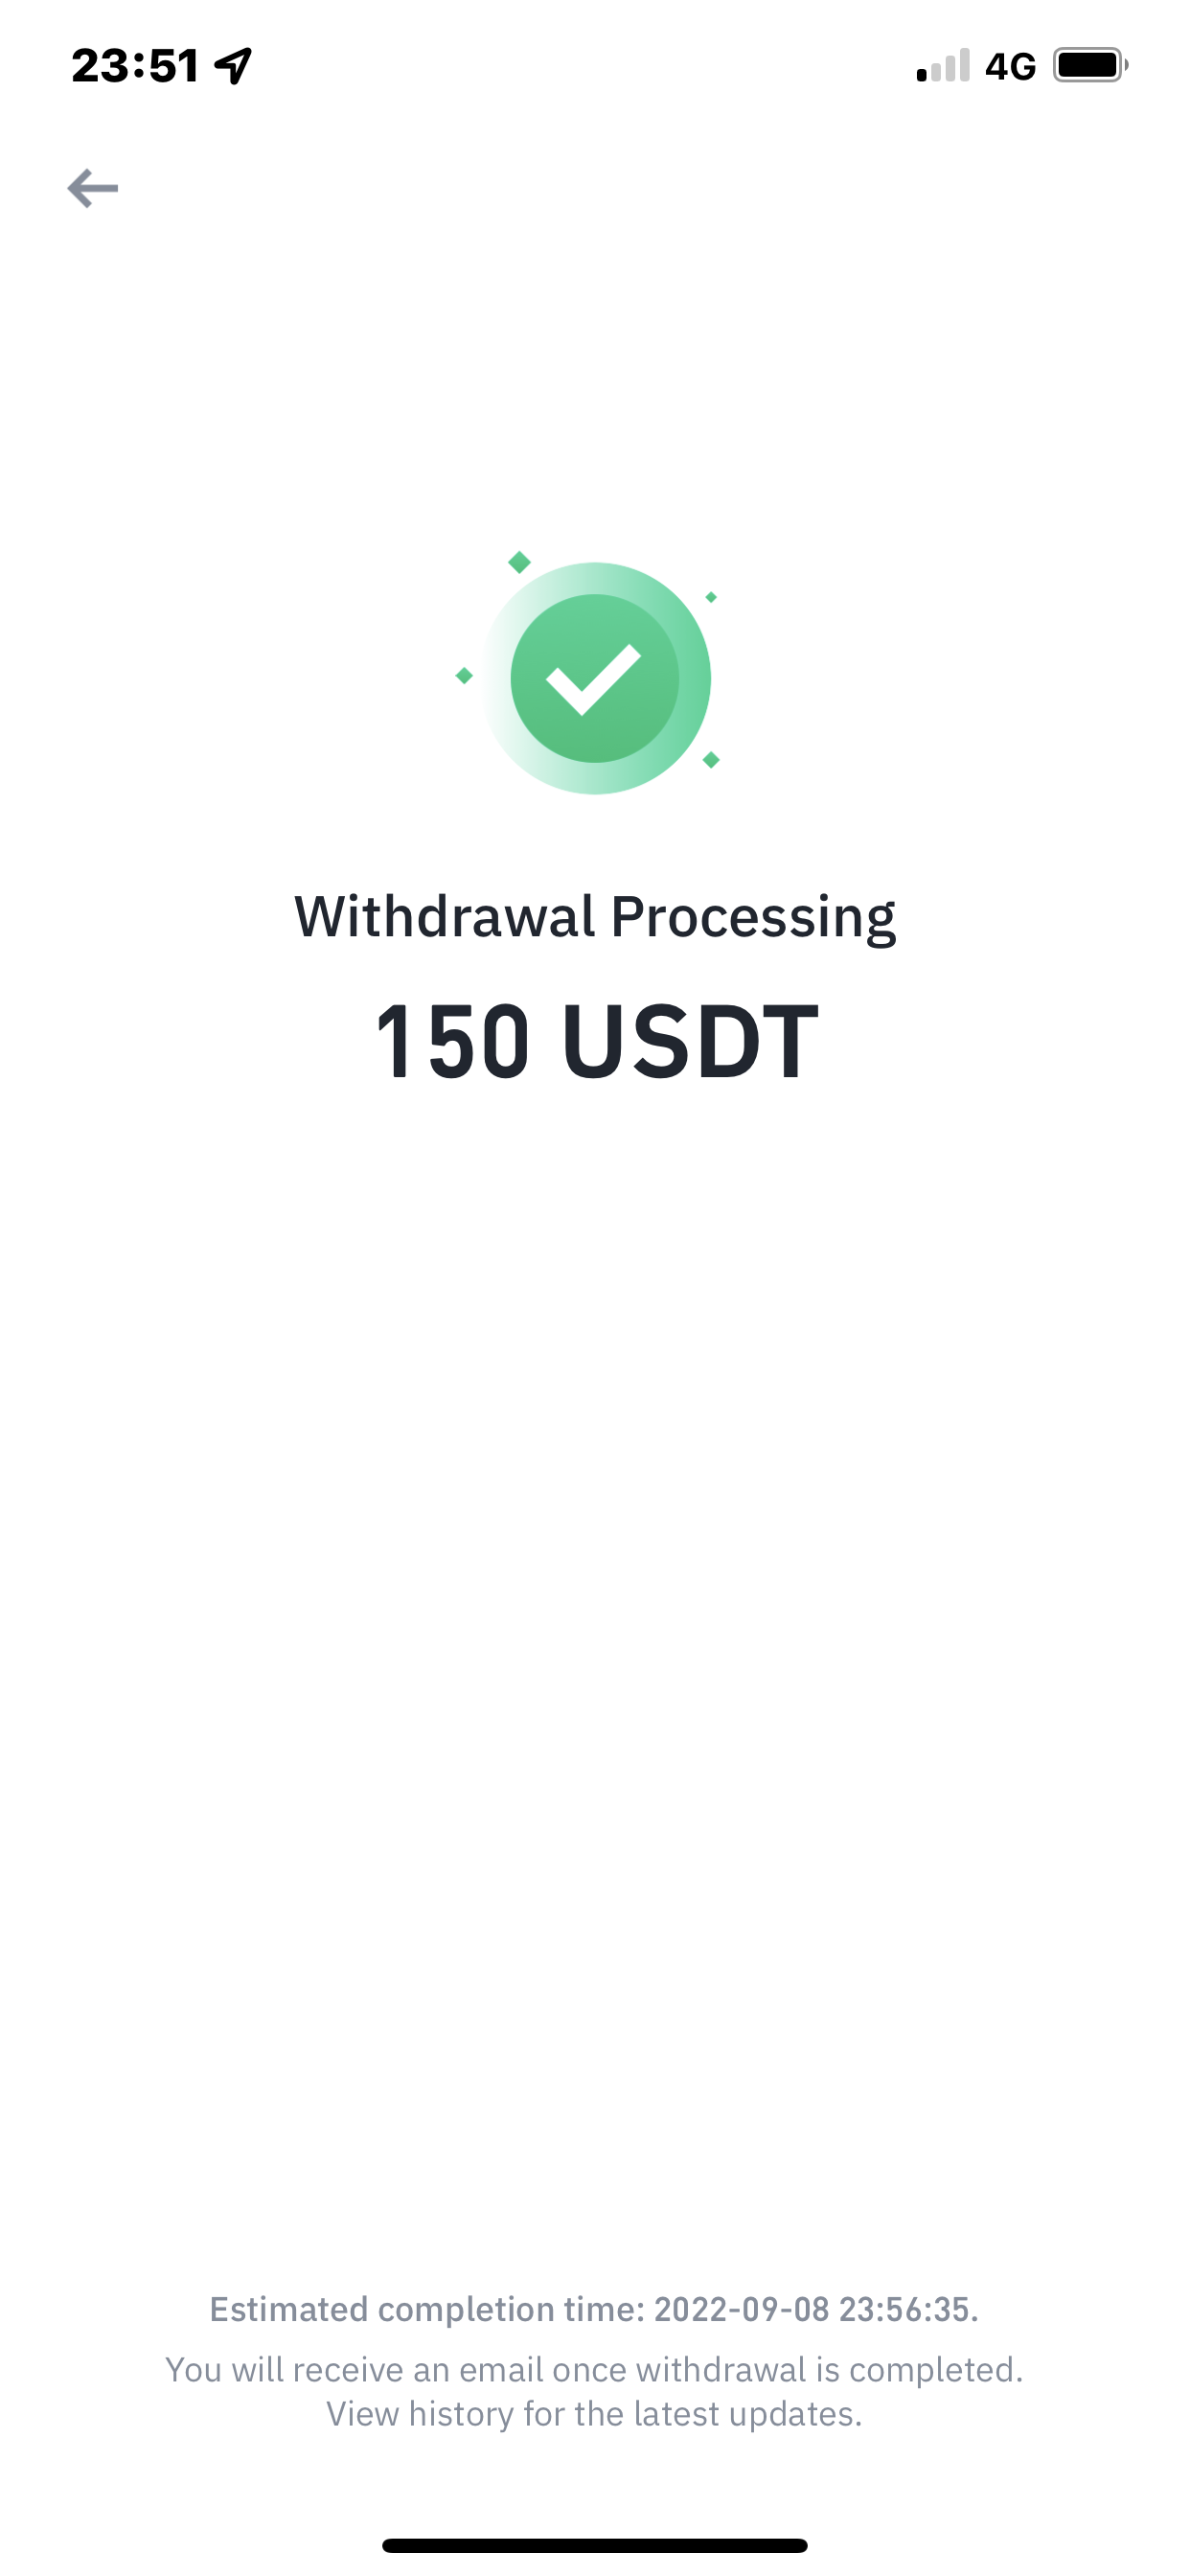 23:51
4G
Withdrawal Processing
150 USDT
Estimated completion time: 2022-09-08 23:56:35.
You will receive an email once withdrawal is completed.
View history for the latest updates.